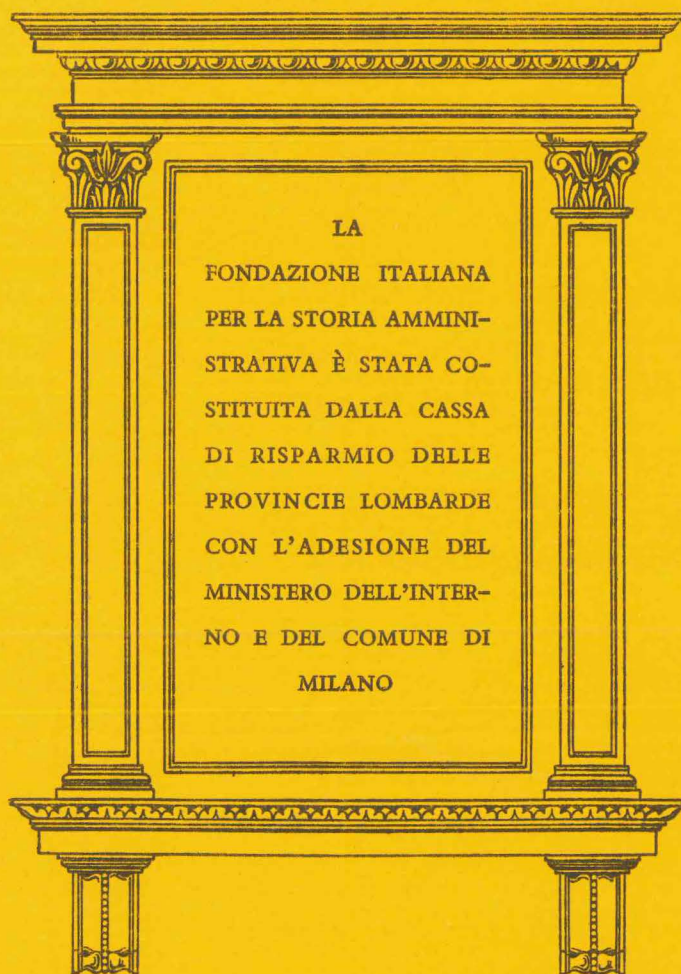 LA
FONDAZIONE ITALIANA
PER LA STORIA AMMINI-
STRATIVA È STATA CO-
STITUITA DALLA CASSA
DI RISPARMIO DELLE
PROVINCIE LOMBARDE
CON L'ADESIONE DEL
MINISTERO DELL'INTER-
NO E DEL COMUNE DI
MILANO